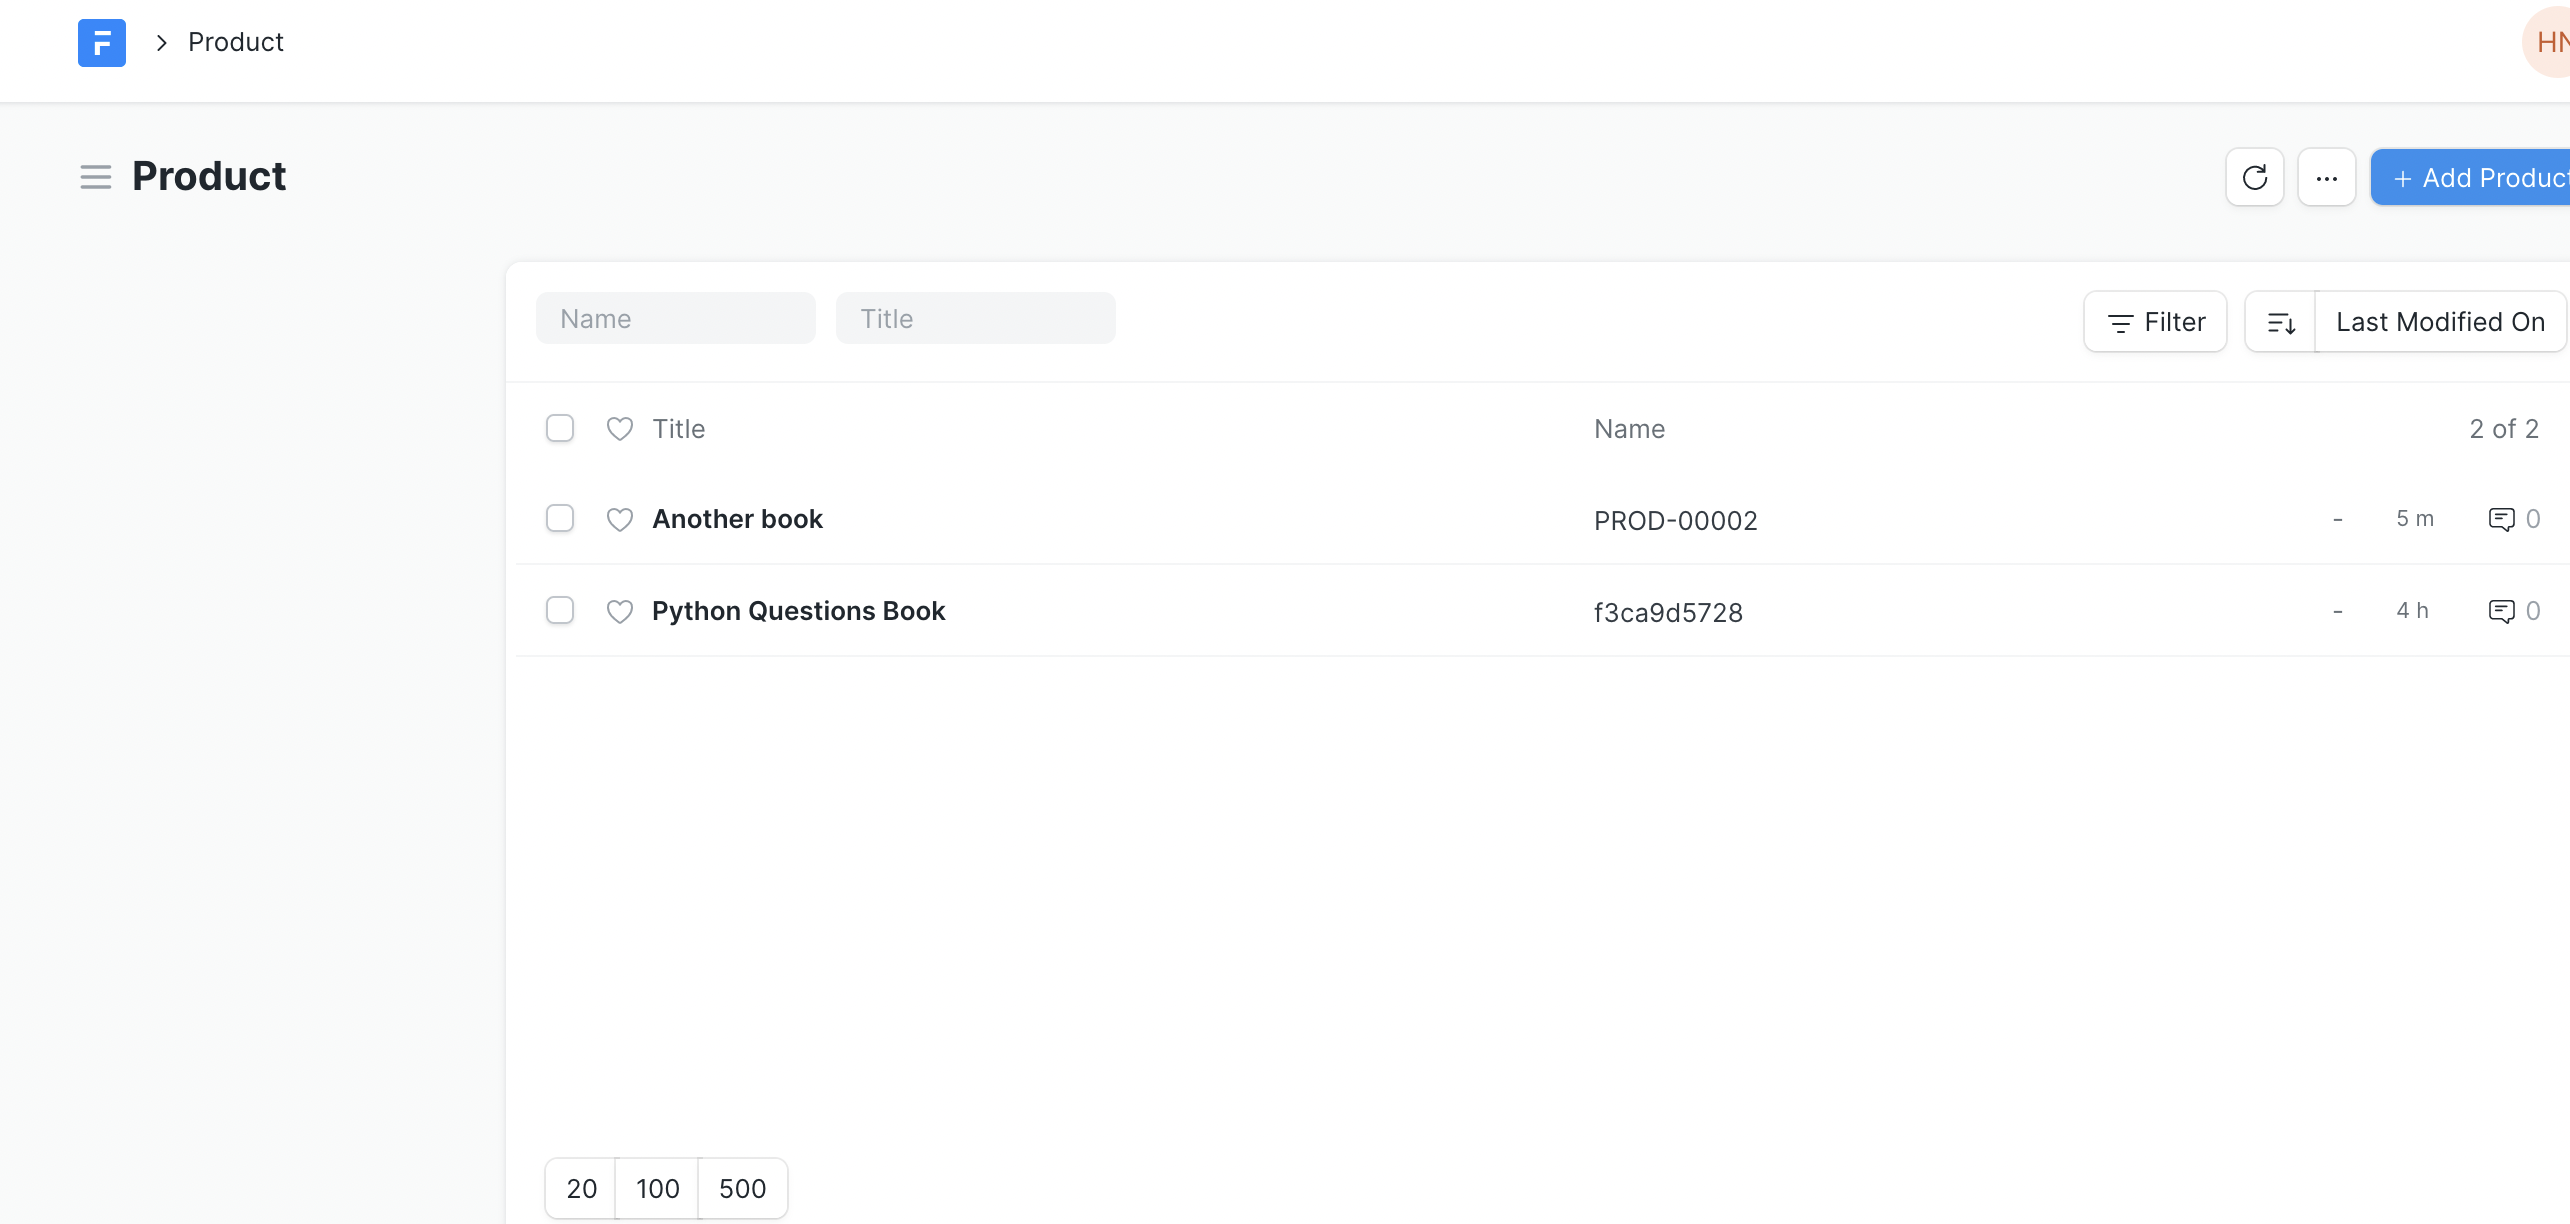 F
Product
HN
Product
+ Add Product
Name
Title
Filter
Last Modified On
Title
Name
2 of 2
Another book
PROD-00002
-
5 m
0
Python Questions Book
f3ca9d5728
-
4 h
0
20
100
500